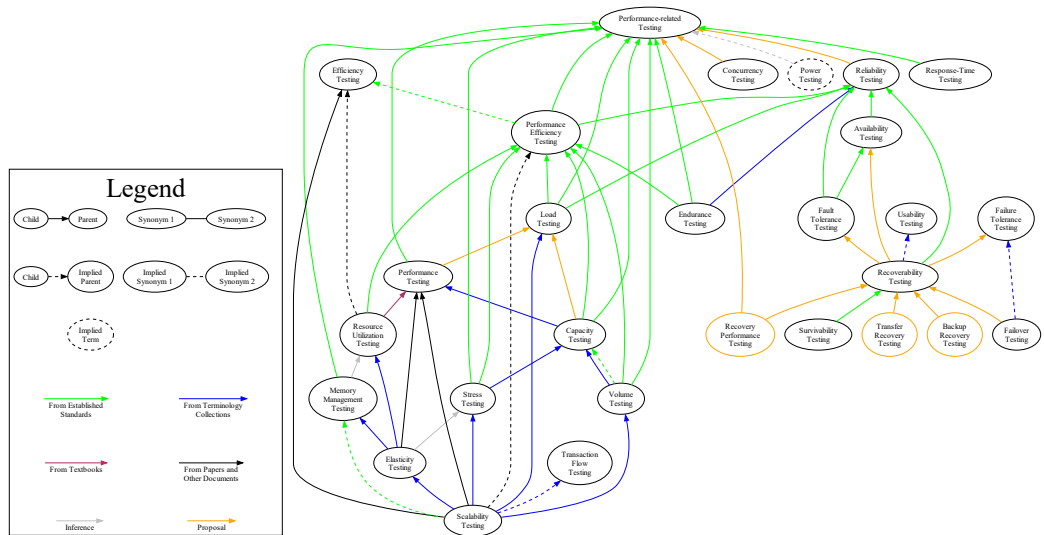 Performance-related
Testing
Efficiency
Testing
Concurrency
Testing
Power
Testing
Reliability
Testing
Response-Time
Testing
Performance
Efficiency
Testing
Availability
Testing
Legend
Child
Parent
Synonym 1
Synonym 2
Child
Implied
Parent
Implied
Synonym 1
Implied
Synonym 2
Implied
Term
From Established
Standards
From Terminology
Collections
From Textbooks
From Papers and
Other Documents
Inference
Proposal
Load
Testing
Endurance
Testing
Fault
Tolerance
Testing
Usability
Testing
Failure
Tolerance
Testing
Performance
Testing
Recoverability
Testing
Resource
Utilization
Testing
Capacity
Testing
Recovery
Performance
Testing
Survivability
Testing
Transfer
Recovery
Testing
Backup
Recovery
Testing
Failover
Testing
Memory
Management
Testing
Stress
Testing
Volume
Testing
Elasticity
Testing
Transaction
Flow
Testing
Scalability
Testing